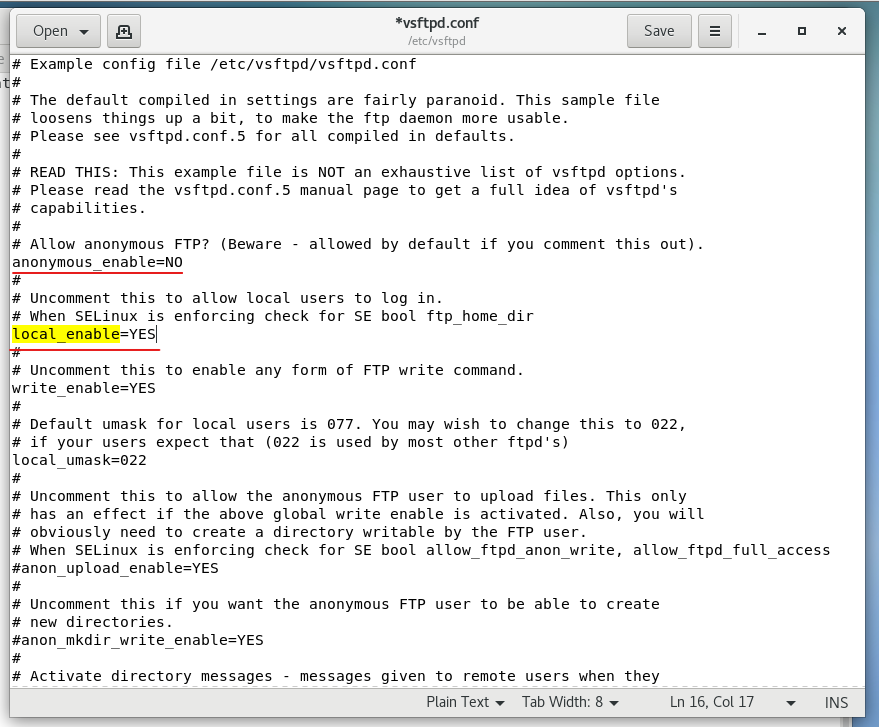 Open
*vsftpd.conf
/etc/vsftpd
Save
# Example config file /etc/vsftpd/vsftpd.conf
#
# The default compiled in settings are fairly paranoid. This sample file
# loosens things up a bit, to make the ftp daemon more usable.
# Please see vsftpd.conf.5 for all compiled in defaults.
#
# READ THIS: This example file is NOT an exhaustive list of vsftpd options.
# Please read the vsftpd.conf.5 manual page to get a full idea of vsftpd's
# capabilities.
#
# Allow anonymous FTP? (Beware - allowed by default if you comment this out).
anonymous_enable=NO
#
# Uncomment this to allow local users to log in.
# When SELinux is enforcing check for SE bool ftp_home_dir
local_enable=YES
#
# Uncomment this to enable any form of FTP write command.
write_enable=YES
#
# Default umask for local users is 077. You may wish to change this to 022,
# if your users expect that (022 is used by most other ftpd's)
local_umask=022
#
# Uncomment this to allow the anonymous FTP user to upload files. This only
# has an effect if the above global write enable is activated. Also, you will
# obviously need to create a directory writable by the FTP user.
# When SELinux is enforcing check for SE bool allow_ftpd_anon_write, allow_ftpd_full_access
#anon_upload_enable=YES
#
# Uncomment this if you want the anonymous FTP user to be able to create
# new directories.
#anon_mkdir_write_enable=YES
#
# Activate directory messages - messages given to remote users when they
Plain Text Tab Width: 8 Ln 16, Col 17 INS